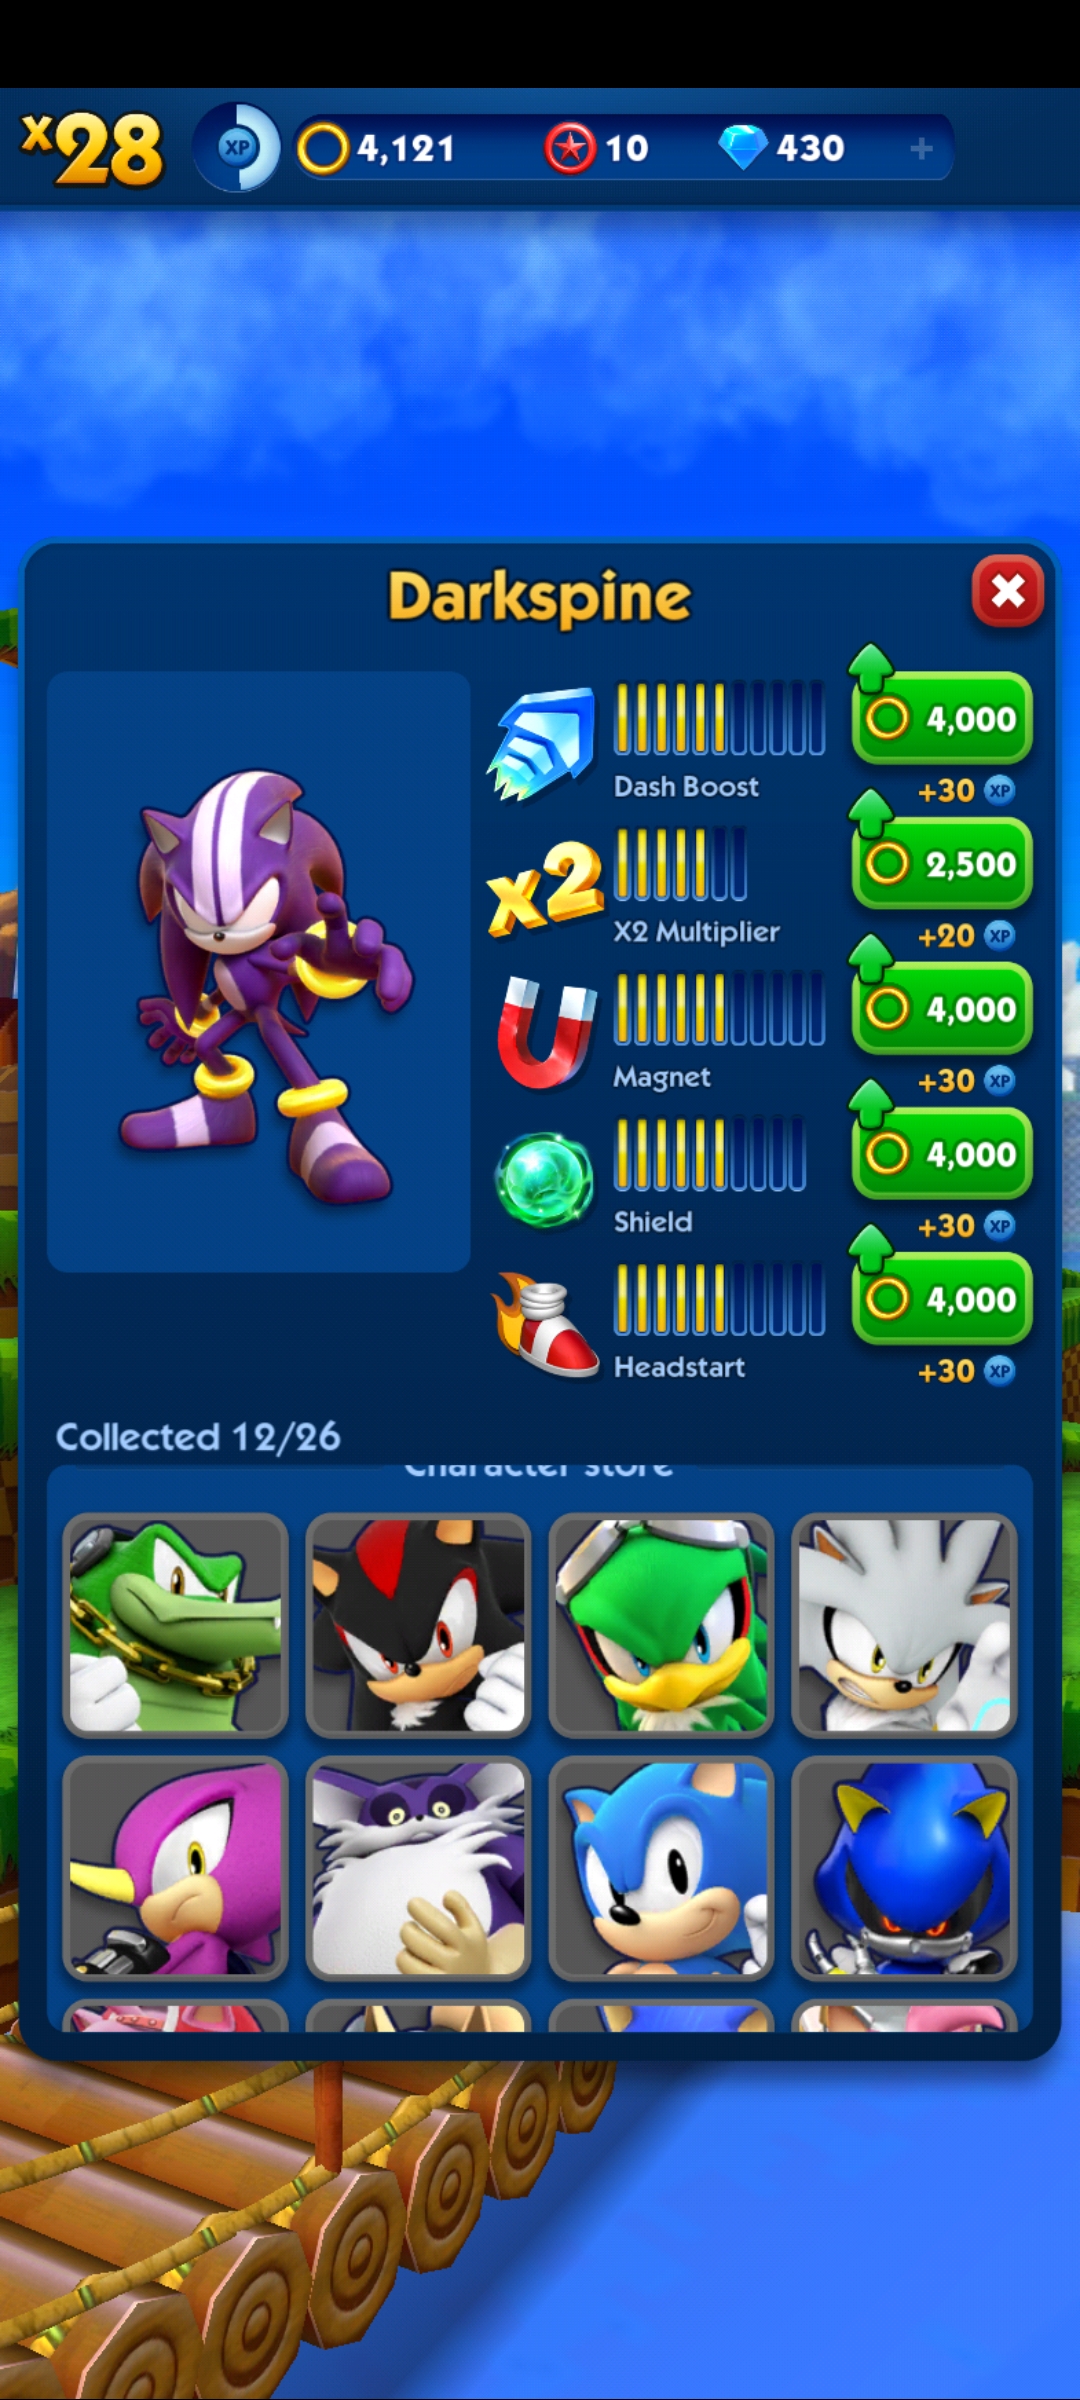 x28
XP
4,121
10
430
+
Darkspine
4,000
Dash Boost
+30 XP
x2
2,500
X2 Multiplier
+20 XP
4,000
Magnet
+30 XP
4,000
Shield
+30 XP
4,000
Headstart
+30 XP
Collected 12/26
Character store